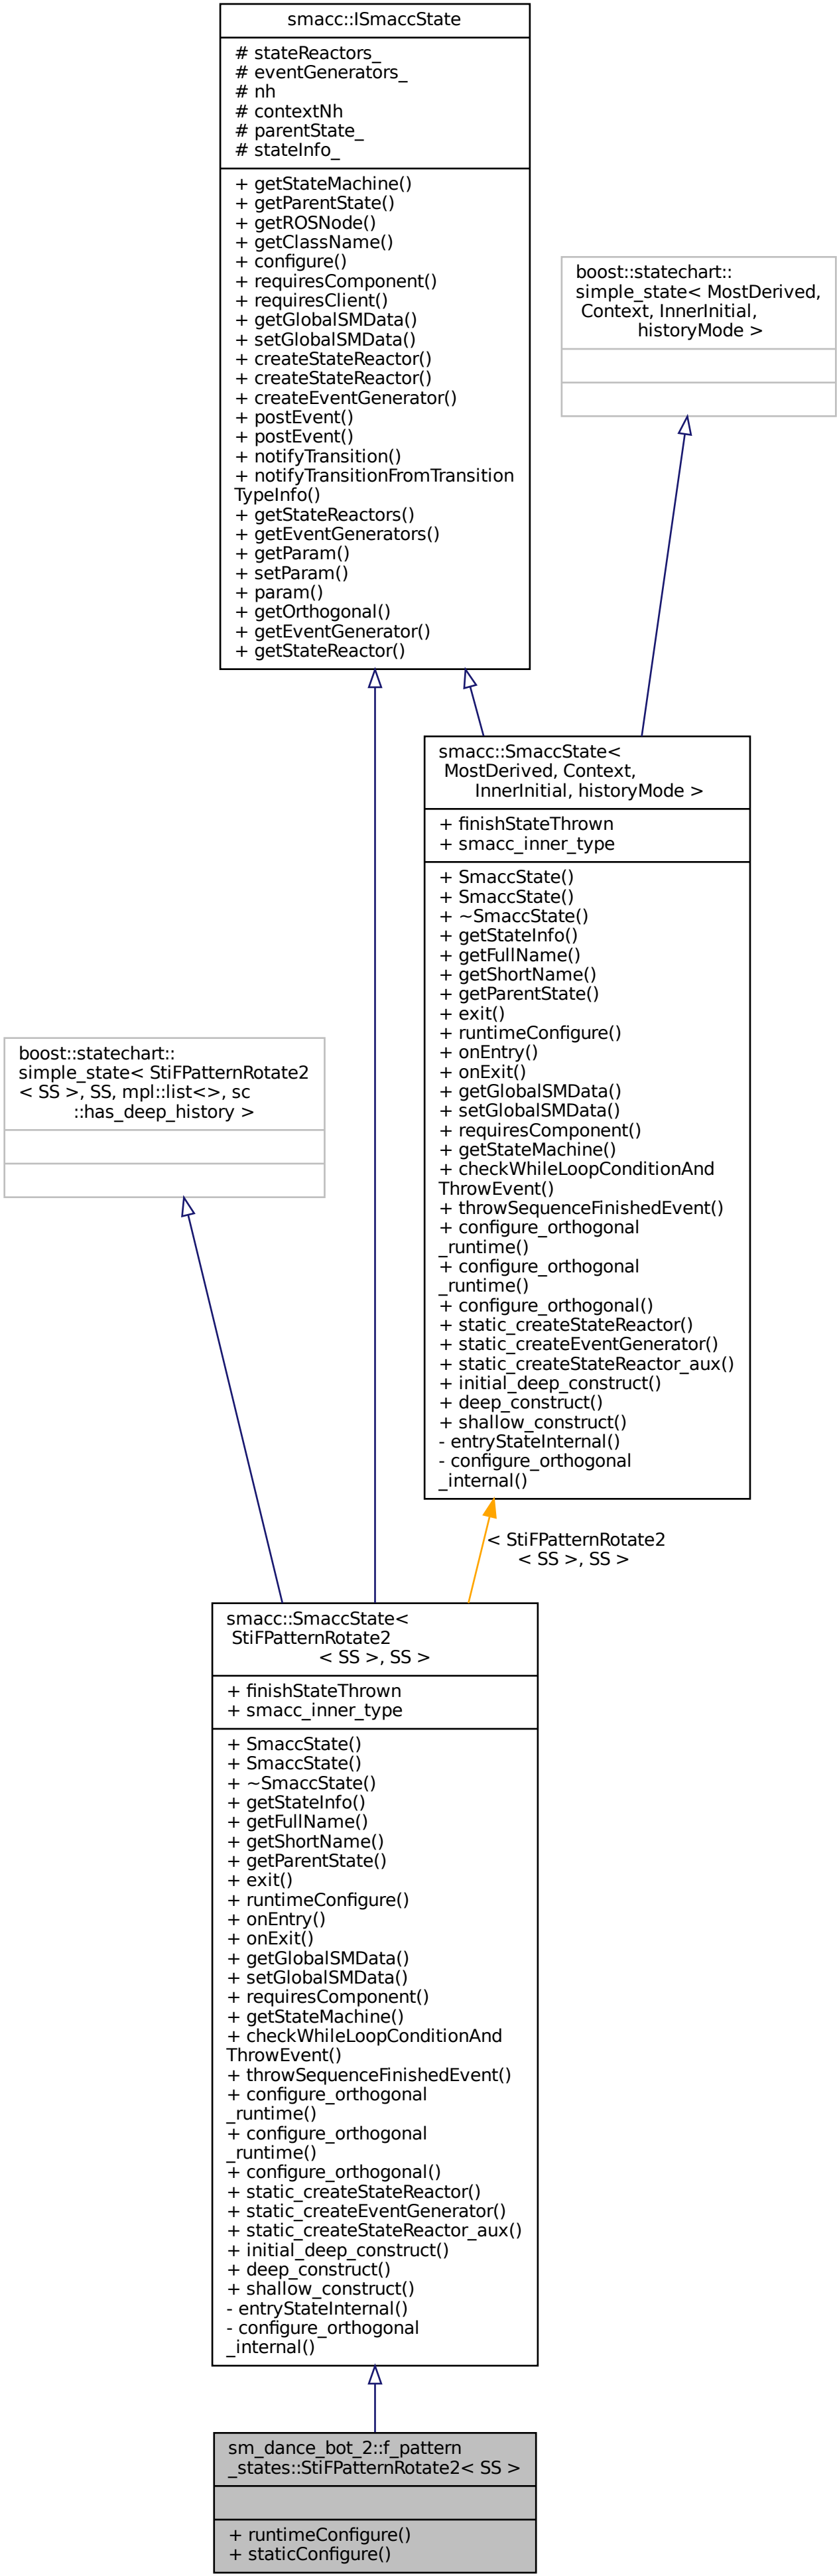 smacc::ISmaccState
# stateReactors_
# eventGenerators_
# nh
# contextNh
# parentState_
# stateInfo_
+ getStateMachine()
+ getParentState()
+ getROSNode()
+ getClassName()
+ configure()
+ requiresComponent()
+ requiresClient()
+ getGlobalSMData()
+ setGlobalSMData()
+ createStateReactor()
+ createStateReactor()
+ createEventGenerator()
+ postEvent()
+ postEvent()
+ notifyTransition()
+ notifyTransitionFromTransition
TypeInfo()
+ getStateReactors()
+ getEventGenerators()
+ getParam()
+ setParam()
+ param()
+ getOrthogonal()
+ getEventGenerator()
+ getStateReactor()
boost::statechart::
simple_state< MostDerived,
Context, InnerInitial,
historyMode >
smacc::SmaccState<
MostDerived, Context,
InnerInitial, historyMode >
+ finishStateThrown
+ smacc_inner_type
+ SmaccState()
+ SmaccState()
+ ~SmaccState()
+ getStateInfo()
+ getFullName()
+ getShortName()
+ getParentState()
+ exit()
+ runtimeConfigure()
+ onEntry()
+ onExit()
+ getGlobalSMData()
+ setGlobalSMData()
+ requiresComponent()
+ getStateMachine()
+ checkWhileLoopConditionAnd
ThrowEvent()
+ throwSequenceFinishedEvent()
+ configure_orthogonal
_runtime()
+ configure_orthogonal
_runtime()
+ configure_orthogonal()
+ static_createStateReactor()
+ static_createEventGenerator()
+ static_createStateReactor_aux()
+ initial_deep_construct()
+ deep_construct()
+ shallow_construct()
- entryStateInternal()
- configure_orthogonal
_internal()
boost::statechart::
simple_state< StiFPatternRotate2
< SS >, SS, mpl::list<>, sc
::has_deep_history >
< StiFPatternRotate2
< SS >, SS >
smacc::SmaccState<
StiFPatternRotate2
< SS >, SS >
+ finishStateThrown
+ smacc_inner_type
+ SmaccState()
+ SmaccState()
+ ~SmaccState()
+ getStateInfo()
+ getFullName()
+ getShortName()
+ getParentState()
+ exit()
+ runtimeConfigure()
+ onEntry()
+ onExit()
+ getGlobalSMData()
+ setGlobalSMData()
+ requiresComponent()
+ getStateMachine()
+ checkWhileLoopConditionAnd
ThrowEvent()
+ throwSequenceFinishedEvent()
+ configure_orthogonal
_runtime()
+ configure_orthogonal
_runtime()
+ configure_orthogonal()
+ static_createStateReactor()
+ static_createEventGenerator()
+ static_createStateReactor_aux()
+ initial_deep_construct()
+ deep_construct()
+ shallow_construct()
- entryStateInternal()
- configure_orthogonal
_internal()
sm_dance_bot_2::f_pattern
_states::StiFPatternRotate2< SS >
+ runtimeConfigure()
+ staticConfigure()